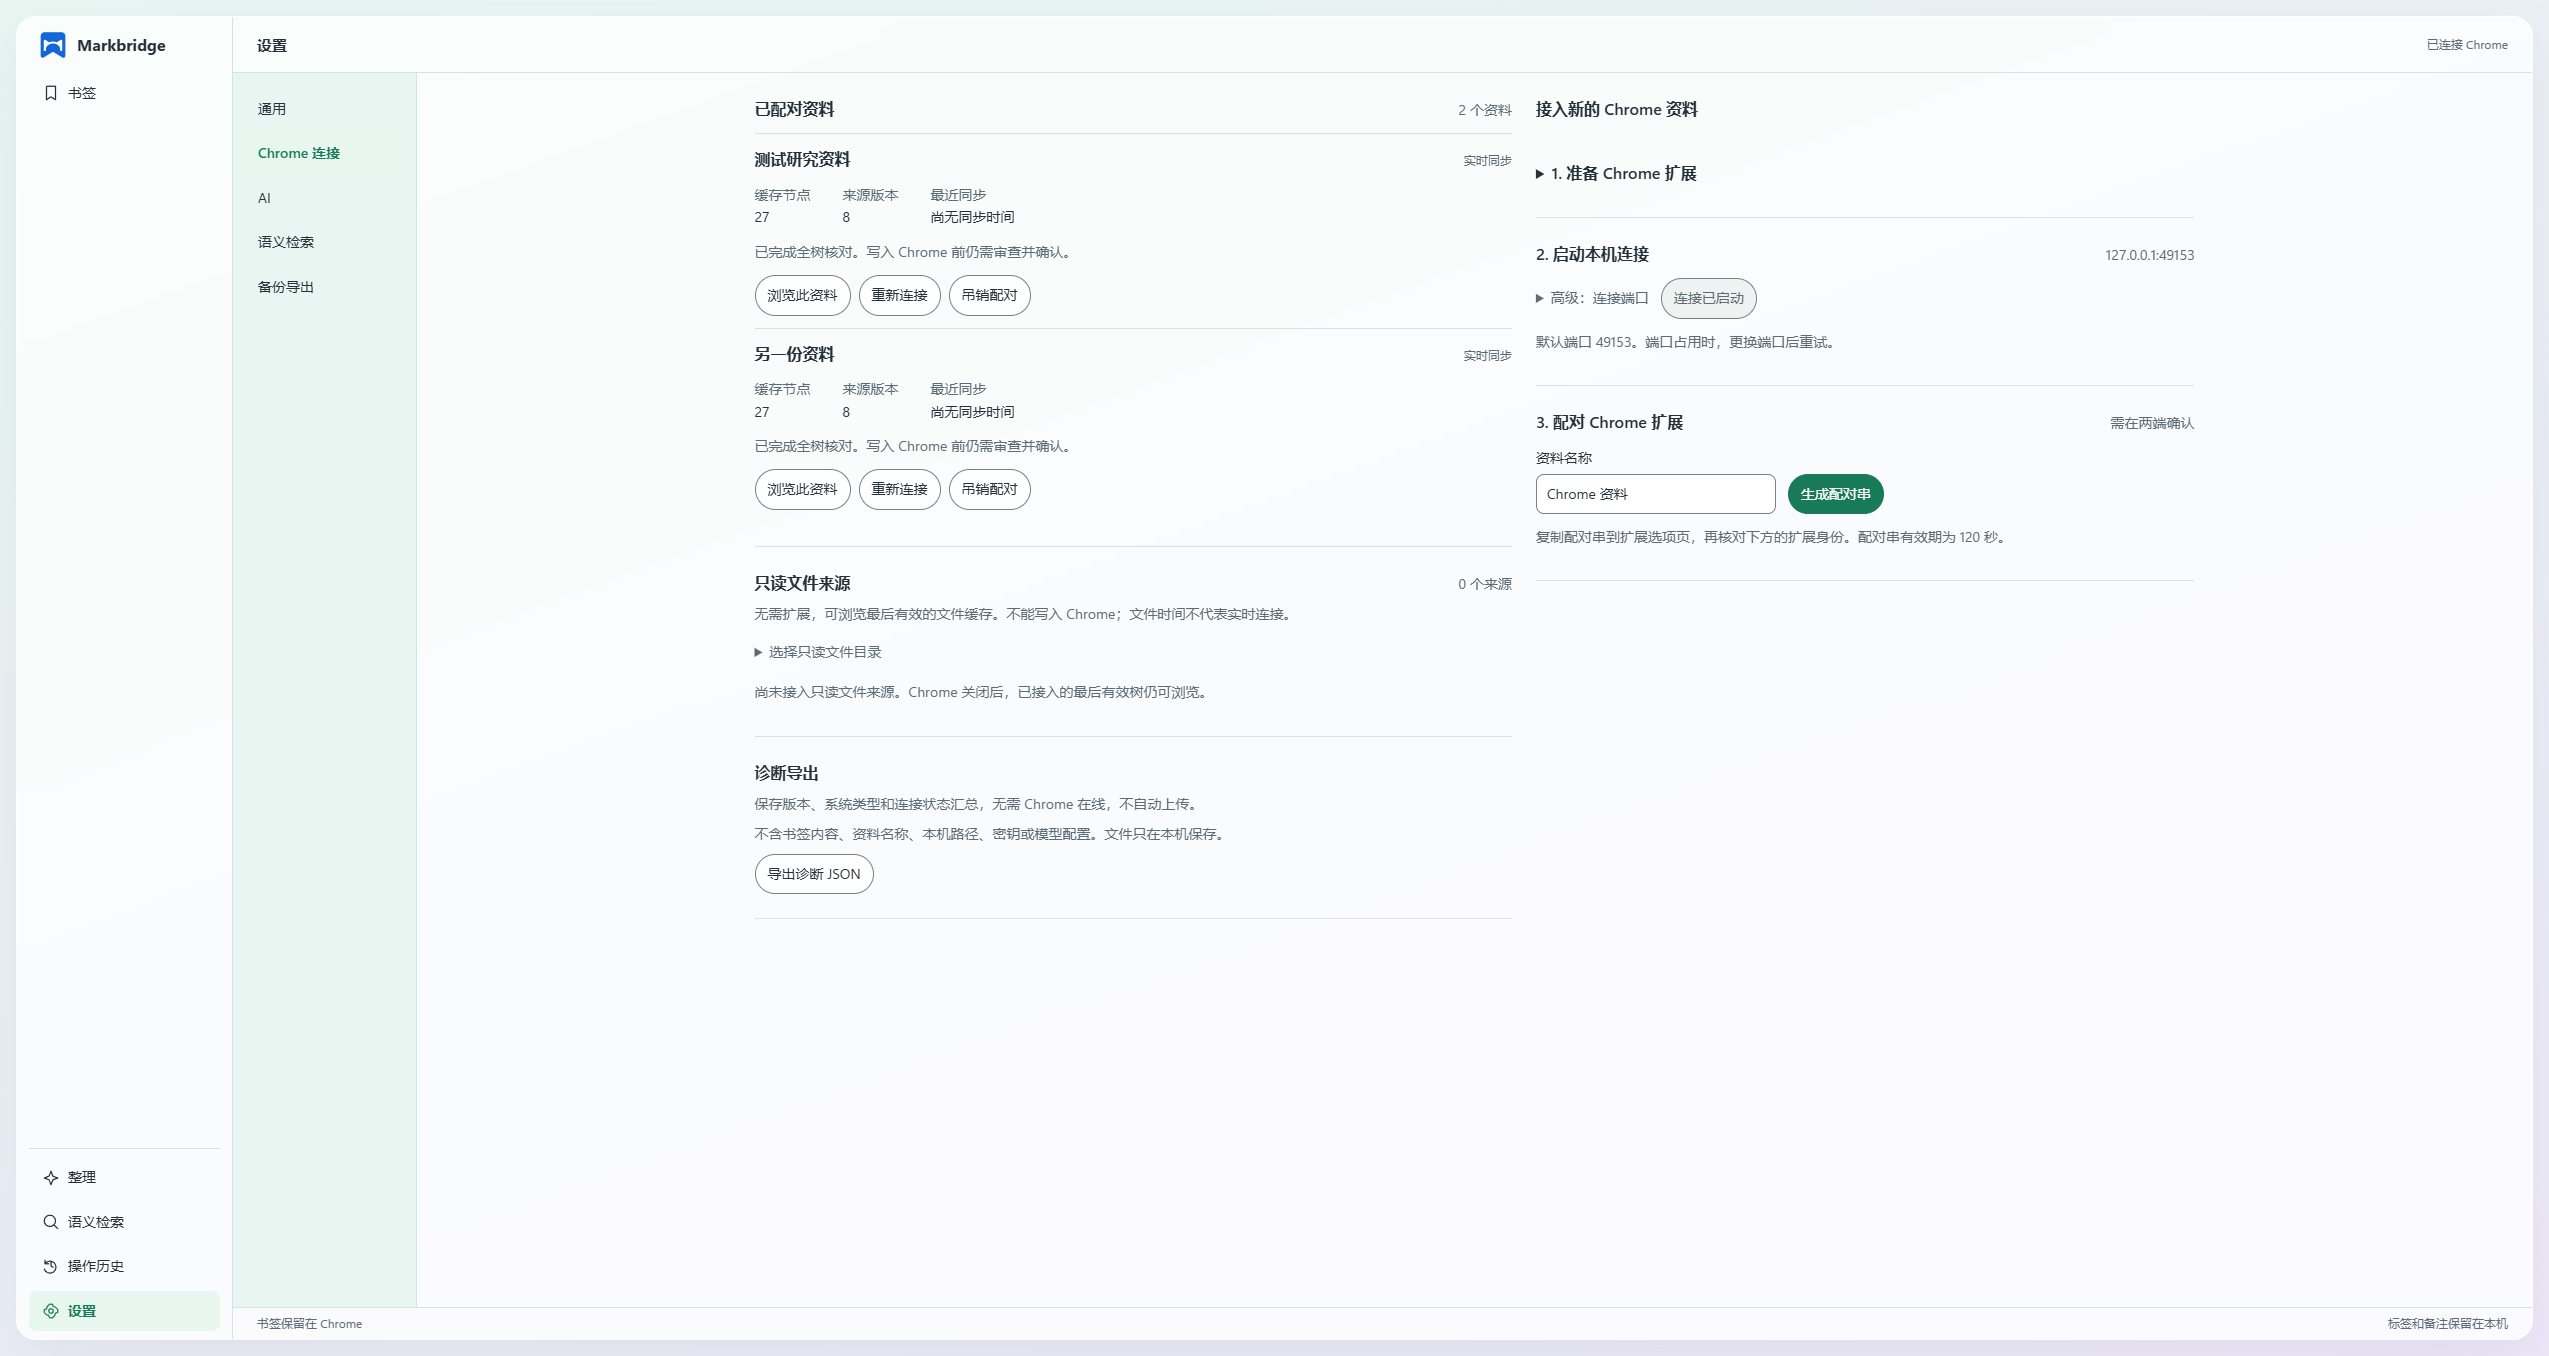 Markbridge
书签
整理
语义检索
操作历史
设置
设置
已连接 Chrome
通用
Chrome 连接
AI
语义检索
备份导出
已配对资料
2 个资料
测试研究资料
实时同步
缓存节点 来源版本 最近同步
27 8 尚无同步时间
已完成全树核对。写入 Chrome 前仍需审查并确认。
浏览此资料 重新连接 吊销配对
另一份资料
实时同步
缓存节点 来源版本 最近同步
27 8 尚无同步时间
已完成全树核对。写入 Chrome 前仍需审查并确认。
浏览此资料 重新连接 吊销配对
只读文件来源
0 个来源
无需扩展，可浏览最后有效的文件缓存。不能写入 Chrome；文件时间不代表实时连接。
选择只读文件目录
尚未接入只读文件来源。Chrome 关闭后，已接入的最后有效树仍可浏览。
诊断导出
保存版本、系统类型和连接状态汇总，无需 Chrome 在线，不自动上传。
不含书签内容、资料名称、本机路径、密钥或模型配置。文件只在本机保存。
导出诊断 JSON
接入新的 Chrome 资料
1. 准备 Chrome 扩展
2. 启动本机连接
127.0.0.1:49153
高级：连接端口 连接已启动
默认端口 49153。端口占用时，更换端口后重试。
3. 配对 Chrome 扩展
需在两端确认
资料名称
Chrome 资料 生成配对串
复制配对串到扩展选项页，再核对下方的扩展身份。配对串有效期为 120 秒。
书签保留在 Chrome
标签和备注保留在本机